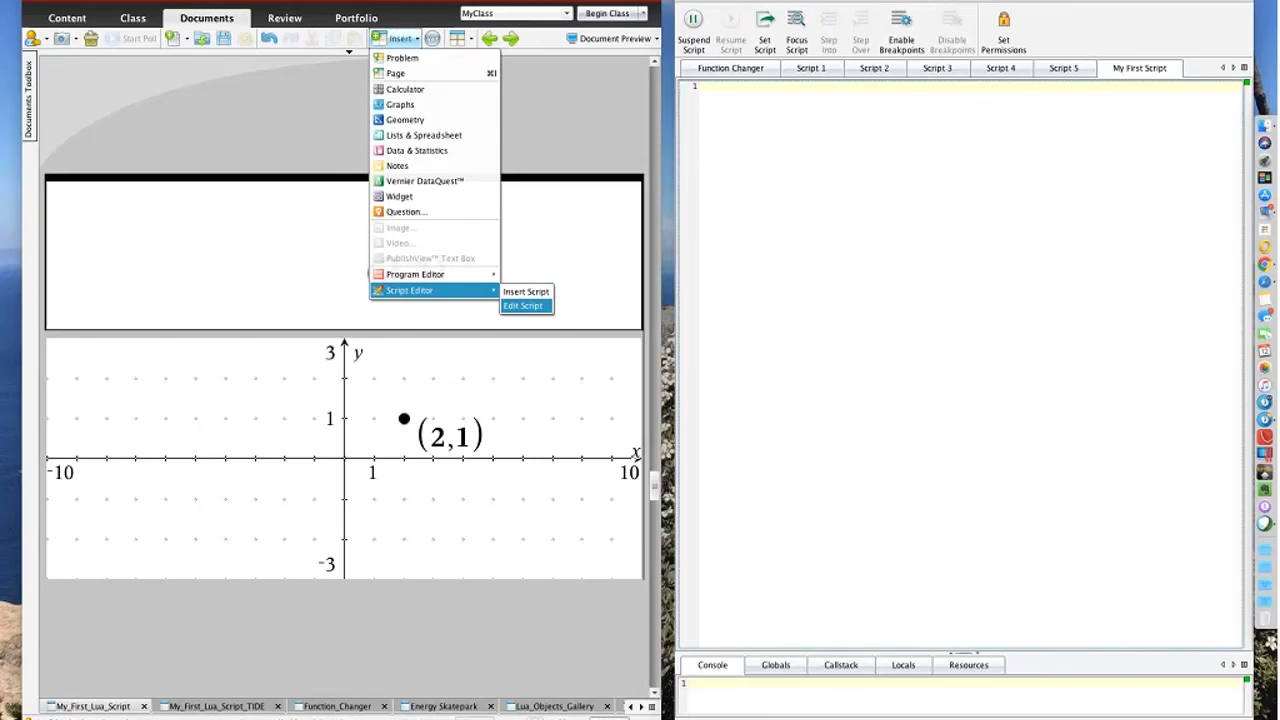 Content Class Documents Review Portfolio
MyClass Begin Class
Start Poll Insert Document Preview
Documents Toolbox
Problem
Page ⌘I
Calculator
Graphs
Geometry
Lists & Spreadsheet
Data & Statistics
Notes
Vernier DataQuest™
Widget
Question...
Image...
Video...
PublishView™ Text Box
Program Editor
Script Editor
Insert Script
Edit Script
3 y
1
(2,1)
x
-10 1 10
-3
My_First_Lua_Script My_First_Lua_Script_TIDE Function_Changer Energy Skatepark Lua_Objects_Gallery
Suspend Script
Resume Script
Set Script
Focus Script
Step Into
Step Over
Enable Breakpoints
Disable Breakpoints
Set Permissions
Function Changer Script 1 Script 2 Script 3 Script 4 Script 5 My First Script
1
Console Globals Callstack Locals Resources
1